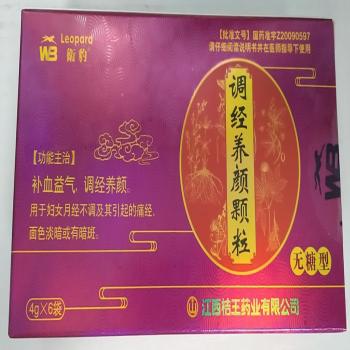 Leopard
WB 衛豹
【批准文号】国药准字Z20090597
请仔细阅读说明书并在医师指导下使用
调经养颜颗粒
【功能主治】
补血益气，调经养颜。
用于妇女月经不调及其引起的痛经，
面色淡暗或有暗斑。
无糖型
4g×6袋
江西桔王药业有限公司